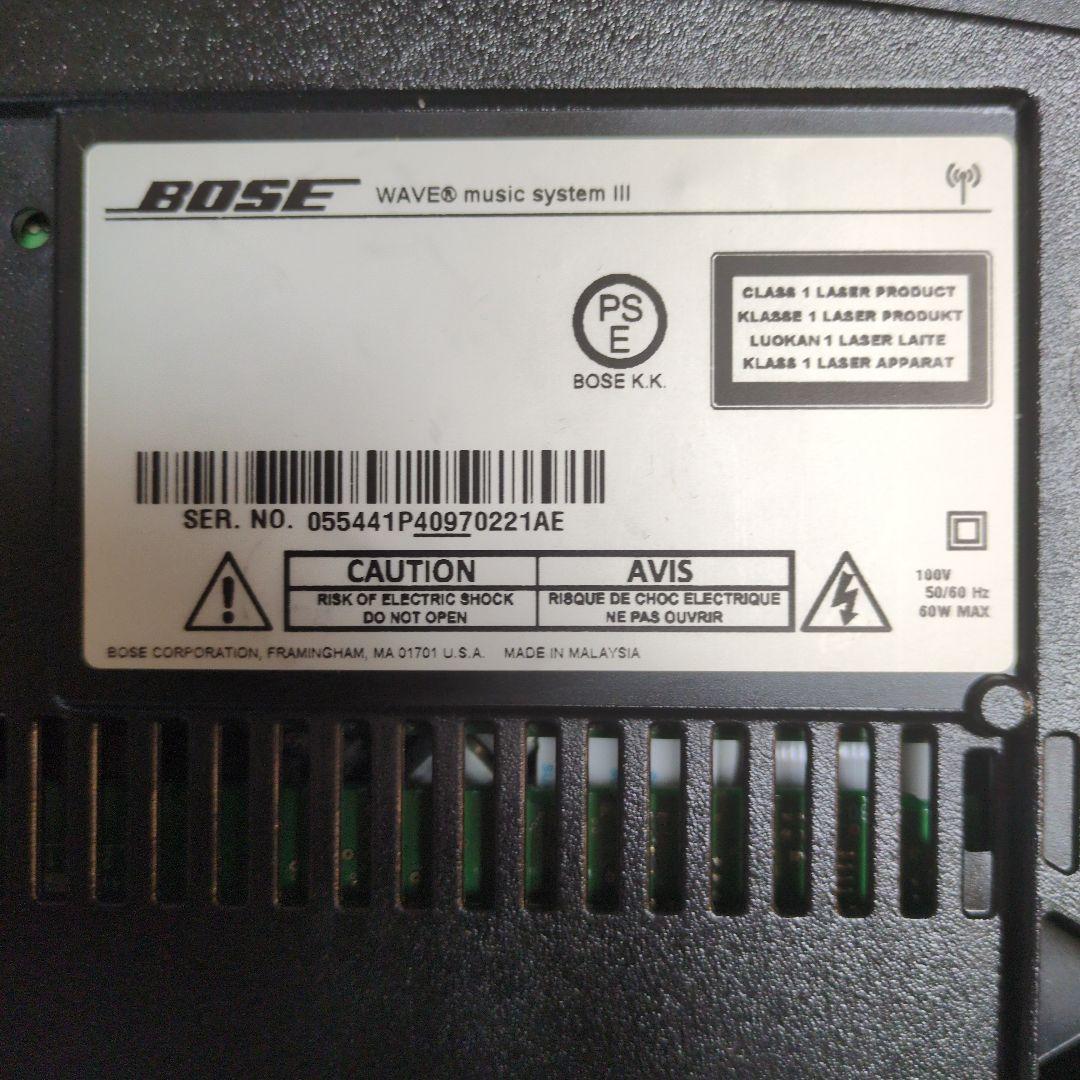 BOSE WAVE® music system III
PS
E
BOSE K.K.
CLASS 1 LASER PRODUCT
KLASSE 1 LASER PRODUKT
LUOKAN 1 LASER LAITE
KLASS 1 LASER APPARAT
SER. NO. 055441P40970221AE
CAUTION
RISK OF ELECTRIC SHOCK
DO NOT OPEN
AVIS
RISQUE DE CHOC ELECTRIQUE
NE PAS OUVRIR
100V
50/60 Hz
60W MAX
BOSE CORPORATION, FRAMINGHAM, MA 01701 U.S.A. MADE IN MALAYSIA